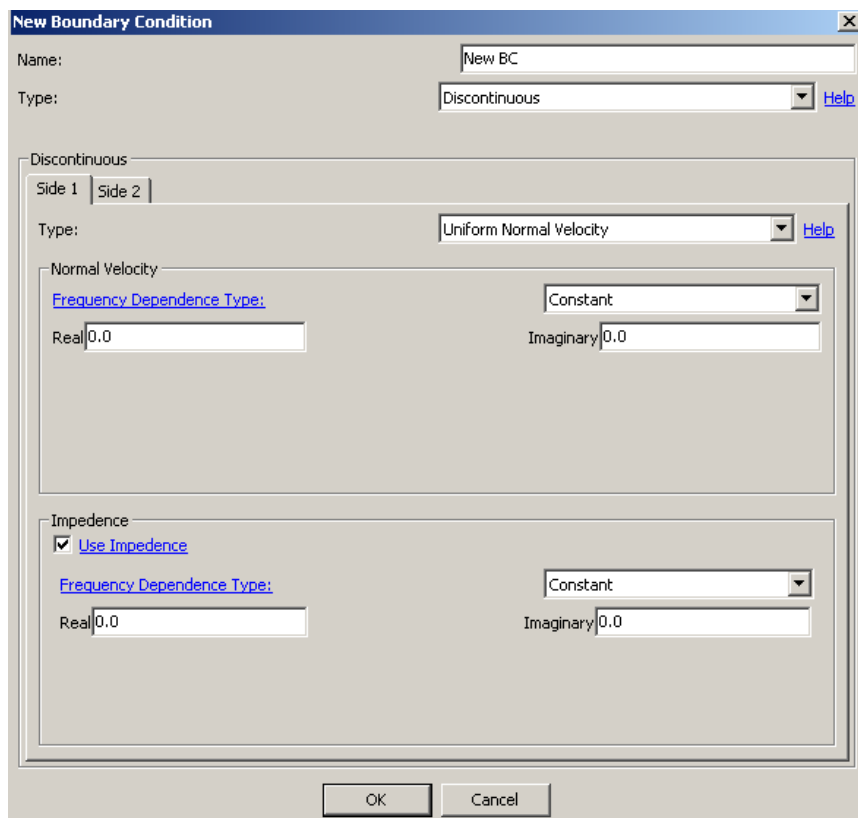 New Boundary Condition
Name: New BC
Type: Discontinuous Help
Discontinuous
Side 1 Side 2
Type: Uniform Normal Velocity Help
Normal Velocity
Frequency Dependence Type: Constant
Real 0.0 Imaginary 0.0
Impedence
Use Impedence
Frequency Dependence Type: Constant
Real 0.0 Imaginary 0.0
OK Cancel